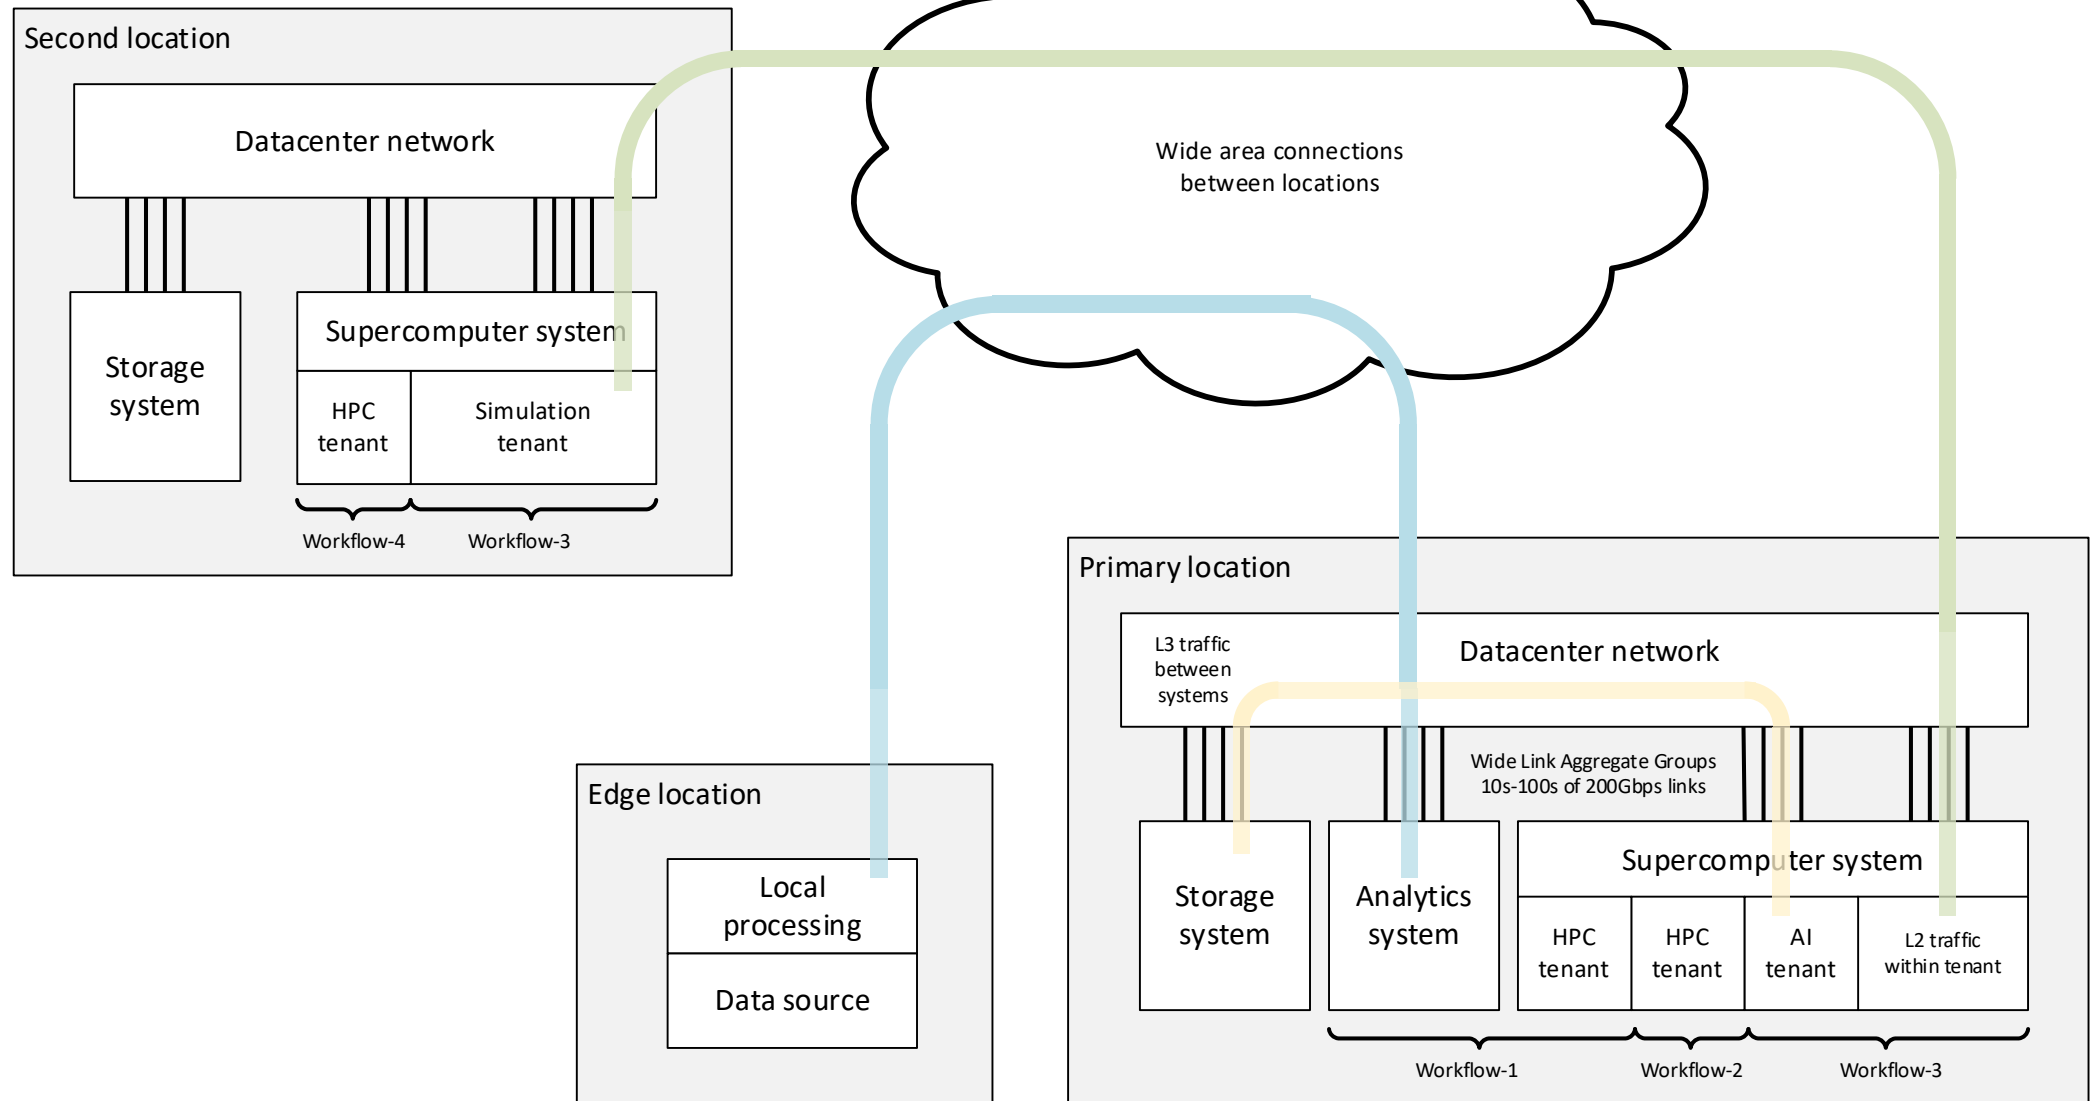 Second location
Datacenter network
Storage
system
Supercomputer system
HPC
tenant
Simulation
tenant
Workflow-4
Workflow-3
Wide area connections
between locations
Edge location
Local
processing
Data source
Primary location
L3 traffic
between
systems
Datacenter network
Wide Link Aggregate Groups
10s-100s of 200Gbps links
Storage
system
Analytics
system
Supercomputer system
HPC
tenant
HPC
tenant
AI
tenant
L2 traffic
within tenant
Workflow-1
Workflow-2
Workflow-3